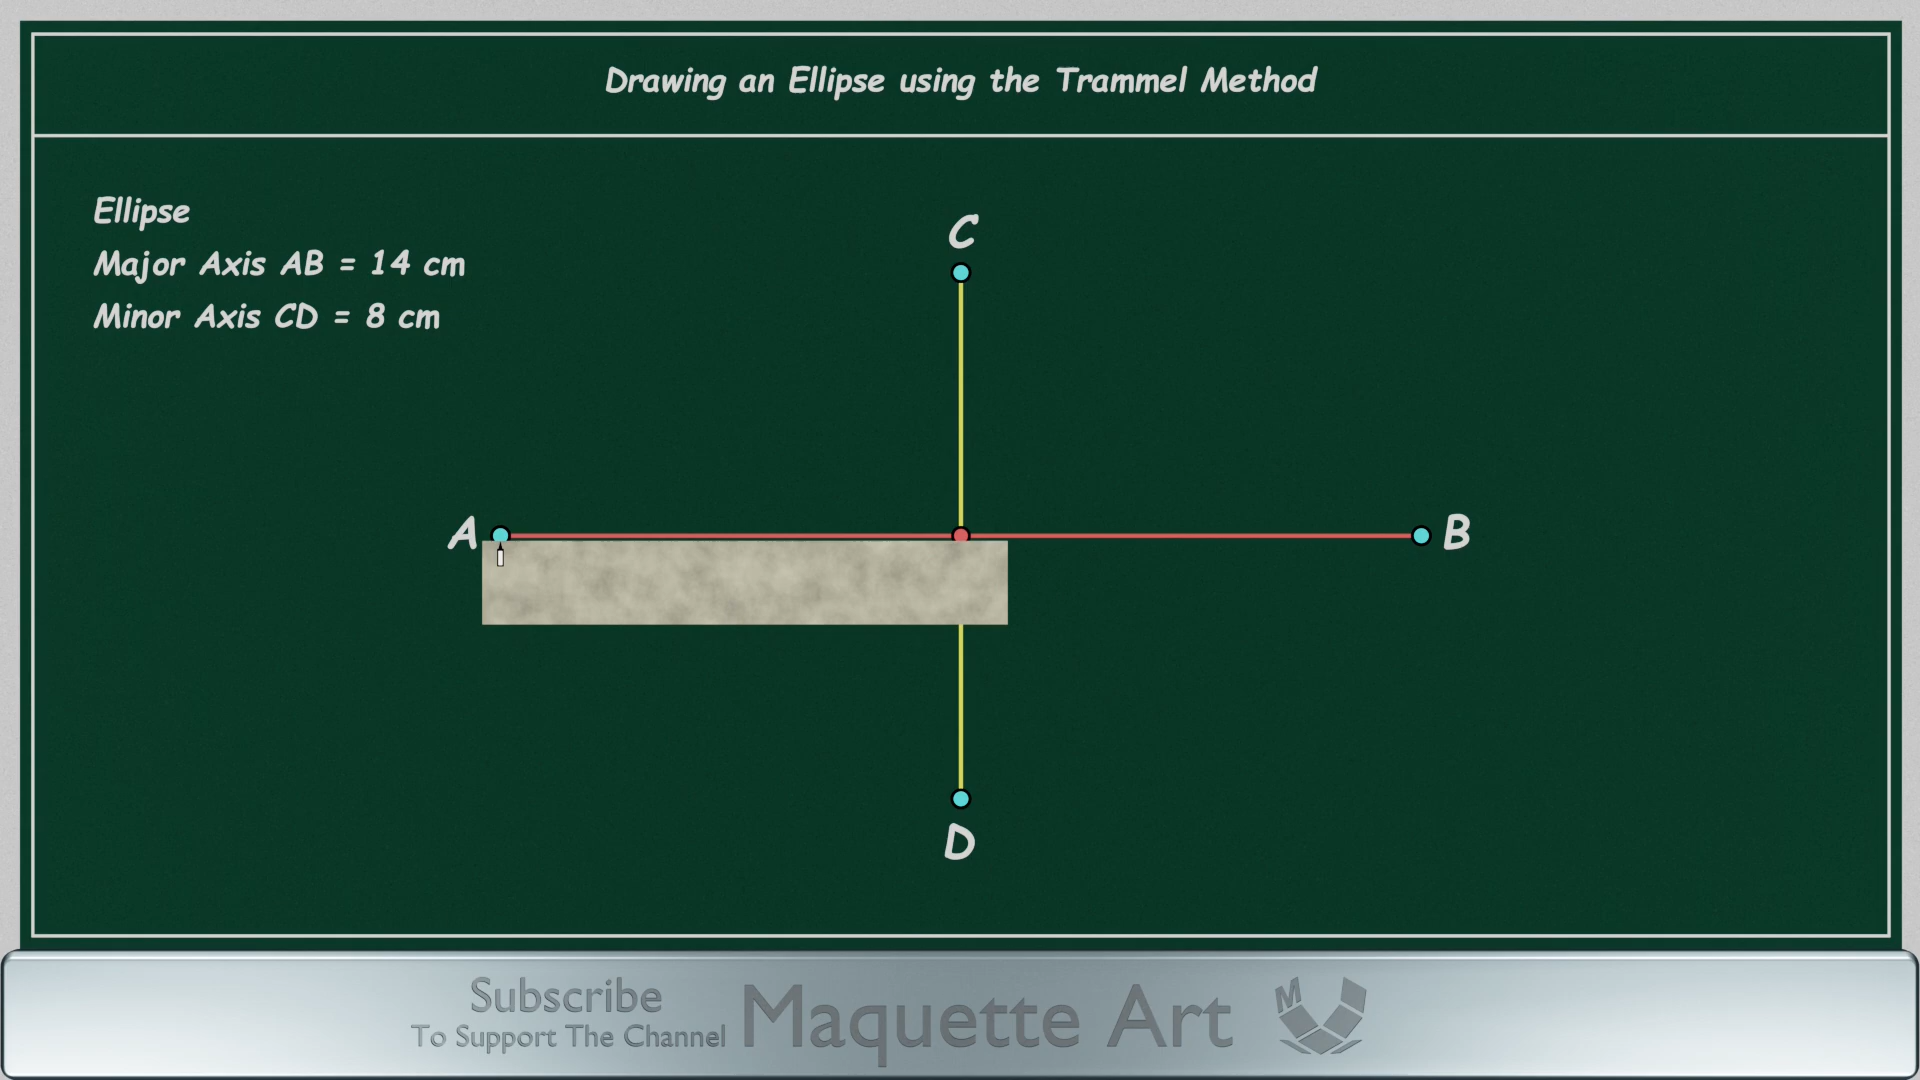 Drawing an Ellipse using the Trammel Method
Ellipse
Major Axis AB = 14 cm
Minor Axis CD = 8 cm
C
A
B
D
Subscribe
To Support The Channel
Maquette Art
M